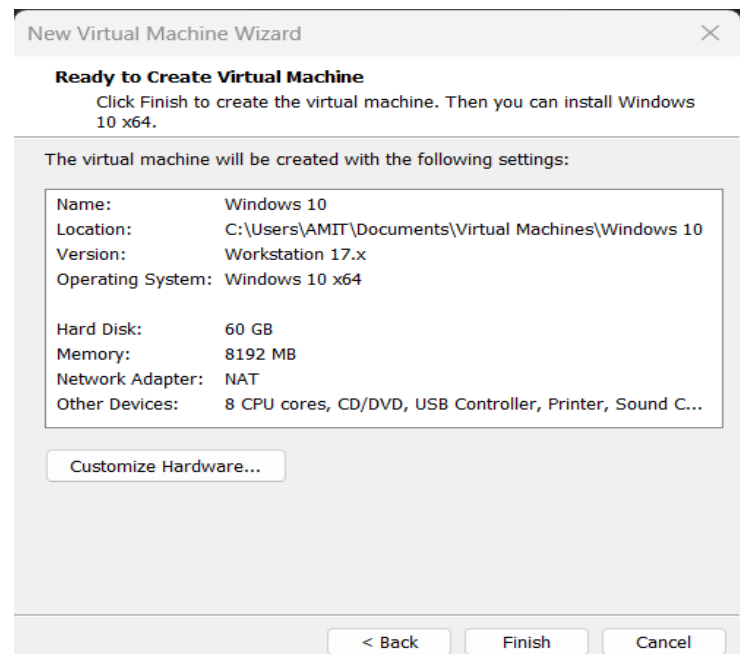 New Virtual Machine Wizard
Ready to Create Virtual Machine
Click Finish to create the virtual machine. Then you can install Windows
10 x64.
The virtual machine will be created with the following settings:
Name: Windows 10
Location: C:\Users\AMIT\Documents\Virtual Machines\Windows 10
Version: Workstation 17.x
Operating System: Windows 10 x64
Hard Disk: 60 GB
Memory: 8192 MB
Network Adapter: NAT
Other Devices: 8 CPU cores, CD/DVD, USB Controller, Printer, Sound C...
Customize Hardware...
< Back Finish Cancel